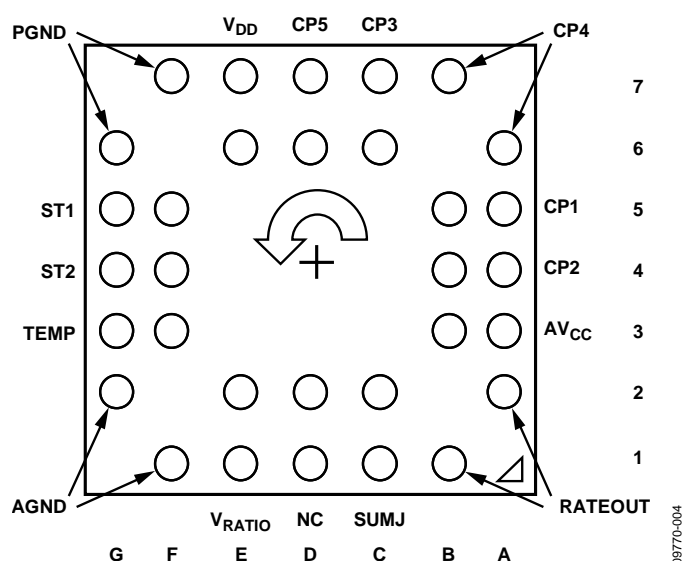 PGND VDD CP5 CP3 CP4
7
6
ST1 CP1 5
ST2 CP2 4
TEMP AVCC 3
2
1
AGND RATEOUT
VRATIO NC SUMJ
G F E D C B A
09770-004